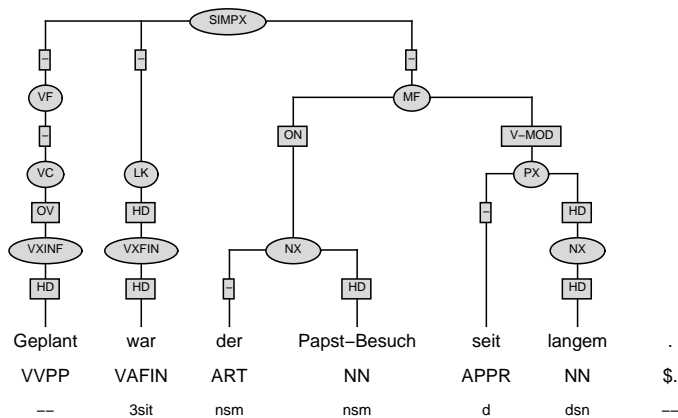 SIMPX
– – –
VF MF
– ON V–MOD
VC LK PX
OV HD – HD
VXINF VXFIN NX NX
HD HD – HD HD
Geplant war der Papst–Besuch seit langem .
VVPP VAFIN ART NN APPR NN $.
–– 3sit nsm nsm d dsn ––